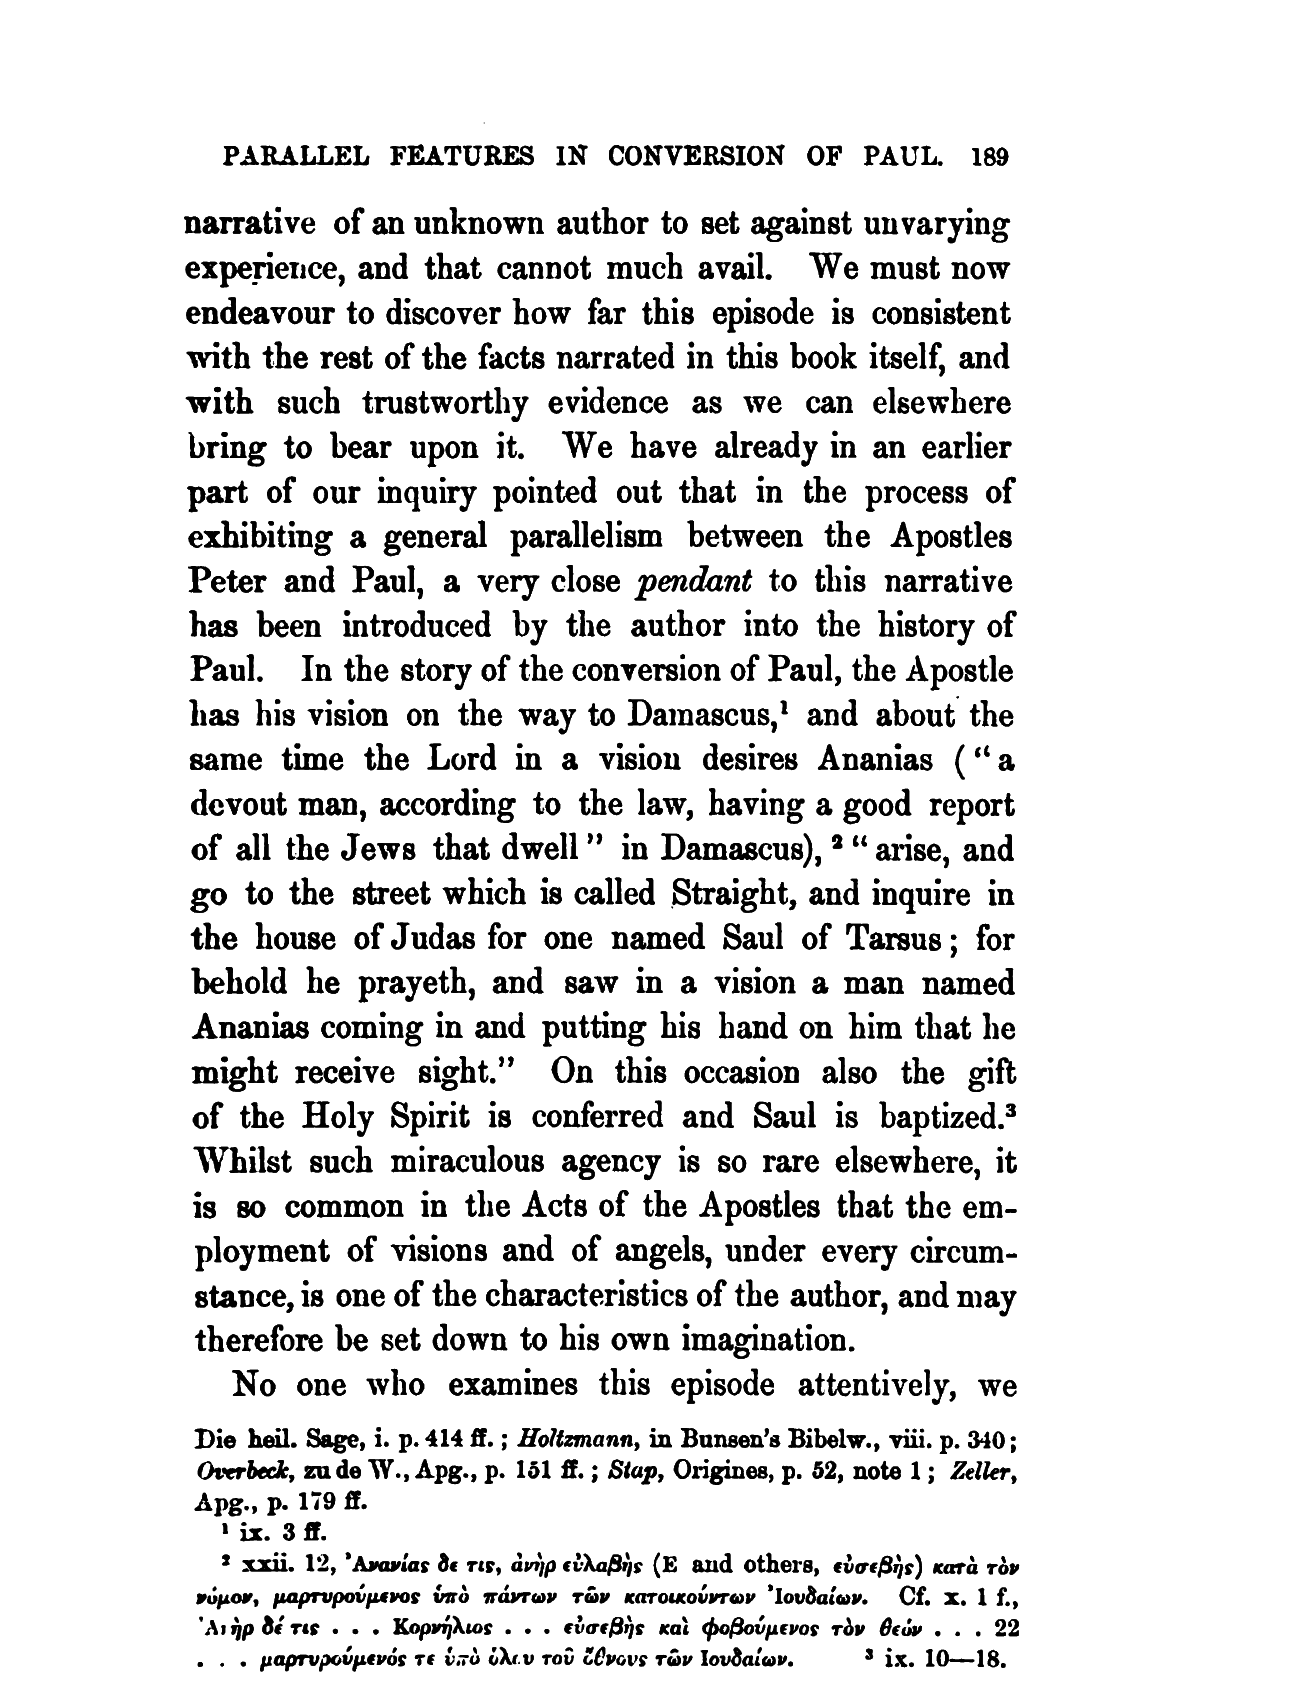 PARALLEL FEATURES IN CONVERSION OF PAUL. 189
narrative of an unknown author to set against unvarying
experience, and that cannot much avail. We must now
endeavour to discover how far this episode is consistent
with the rest of the facts narrated in this book itself, and
with such trustworthy evidence as we can elsewhere
bring to bear upon it. We have already in an earlier
part of our inquiry pointed out that in the process of
exhibiting a general parallelism between the Apostles
Peter and Paul, a very close pendant to this narrative
has been introduced by the author into the history of
Paul. In the story of the conversion of Paul, the Apostle
has his vision on the way to Damascus,¹ and about the
same time the Lord in a vision desires Ananias (“a
devout man, according to the law, having a good report
of all the Jews that dwell” in Damascus), ² “arise, and
go to the street which is called Straight, and inquire in
the house of Judas for one named Saul of Tarsus; for
behold he prayeth, and saw in a vision a man named
Ananias coming in and putting his hand on him that he
might receive sight.” On this occasion also the gift
of the Holy Spirit is conferred and Saul is baptized.³
Whilst such miraculous agency is so rare elsewhere, it
is so common in the Acts of the Apostles that the em-
ployment of visions and of angels, under every circum-
stance, is one of the characteristics of the author, and may
therefore be set down to his own imagination.
No one who examines this episode attentively, we
Die heil. Sage, i. p. 414 ff.; Holtzmann, in Bunsen's Bibelw., viii. p. 340;
Overbeck, zu de W., Apg., p. 151 ff.; Stap, Origines, p. 52, note 1; Zeller,
Apg., p. 179 ff.
¹ ix. 3 ff.
² xxii. 12, Ἀνανίας δε τις, ἀνὴρ εὐλαβὴς (E and others, εὐσεβὴς) κατὰ τὸν
νόμον, μαρτυρούμενος ὑπὸ πάντων τῶν κατοικούντων Ἰουδαίων. Cf. x. 1 f.,
Ἀνὴρ δέ τις . . . Κορνήλιος . . . εὐσεβὴς καὶ φοβούμενος τὸν θεόν . . . 22
. . . μαρτυρούμενός τε ὑπὸ ὅλου τοῦ ἔθνους τῶν Ιουδαίων. ³ ix. 10—18.